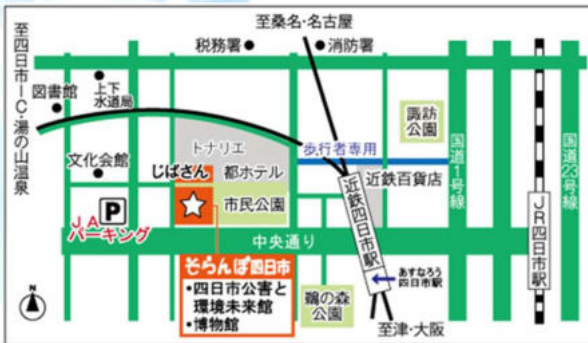 至桑名・名古屋
税務署
消防署
至四日市IC・湯の山温泉
図書館
上下
水道局
諏訪
公園
国道1号線
国道23号線
トナリエ
歩行者専用
文化会館
じばさん
都ホテル
近鉄百貨店
近鉄四日市駅
JR四日市駅
P
JA
パーキング
市民公園
中央通り
そらんぽ四日市
・四日市公害と
環境未来館
・博物館
あすなろう
四日市駅
鵜の森
公園
N
至津・大阪